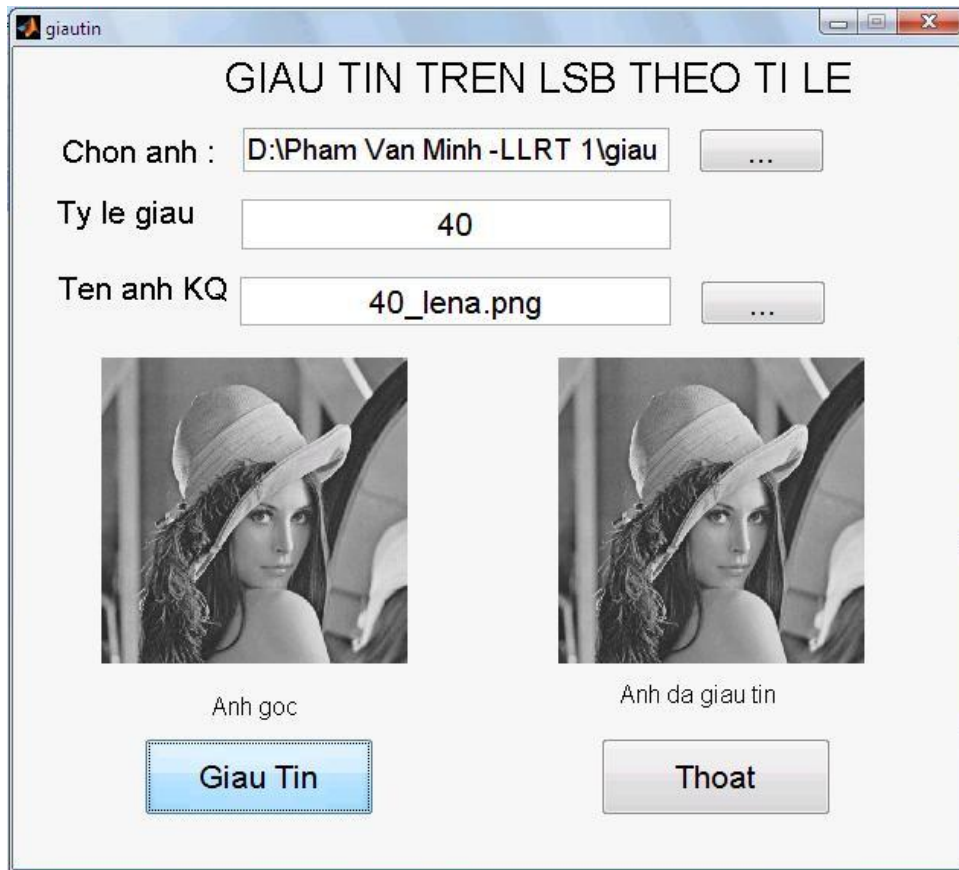 giautin
GIAU TIN TREN LSB THEO TI LE
Chon anh : D:\Pham Van Minh -LLRT 1\giau ...
Ty le giau 40
Ten anh KQ 40_lena.png ...
Anh goc Anh da giau tin
Giau Tin Thoat